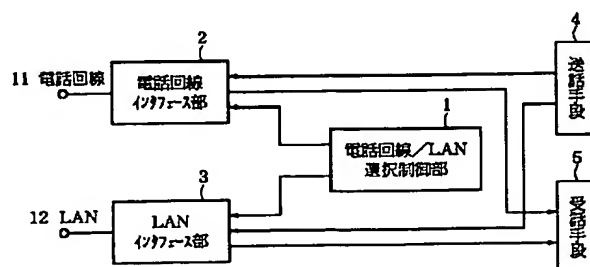 2
4
11 電話回線
電話回線
インタフェース部
送話手段
1
電話回線/LAN
選択制御部
3
5
12 LAN
LAN
インタフェース部
受話手段